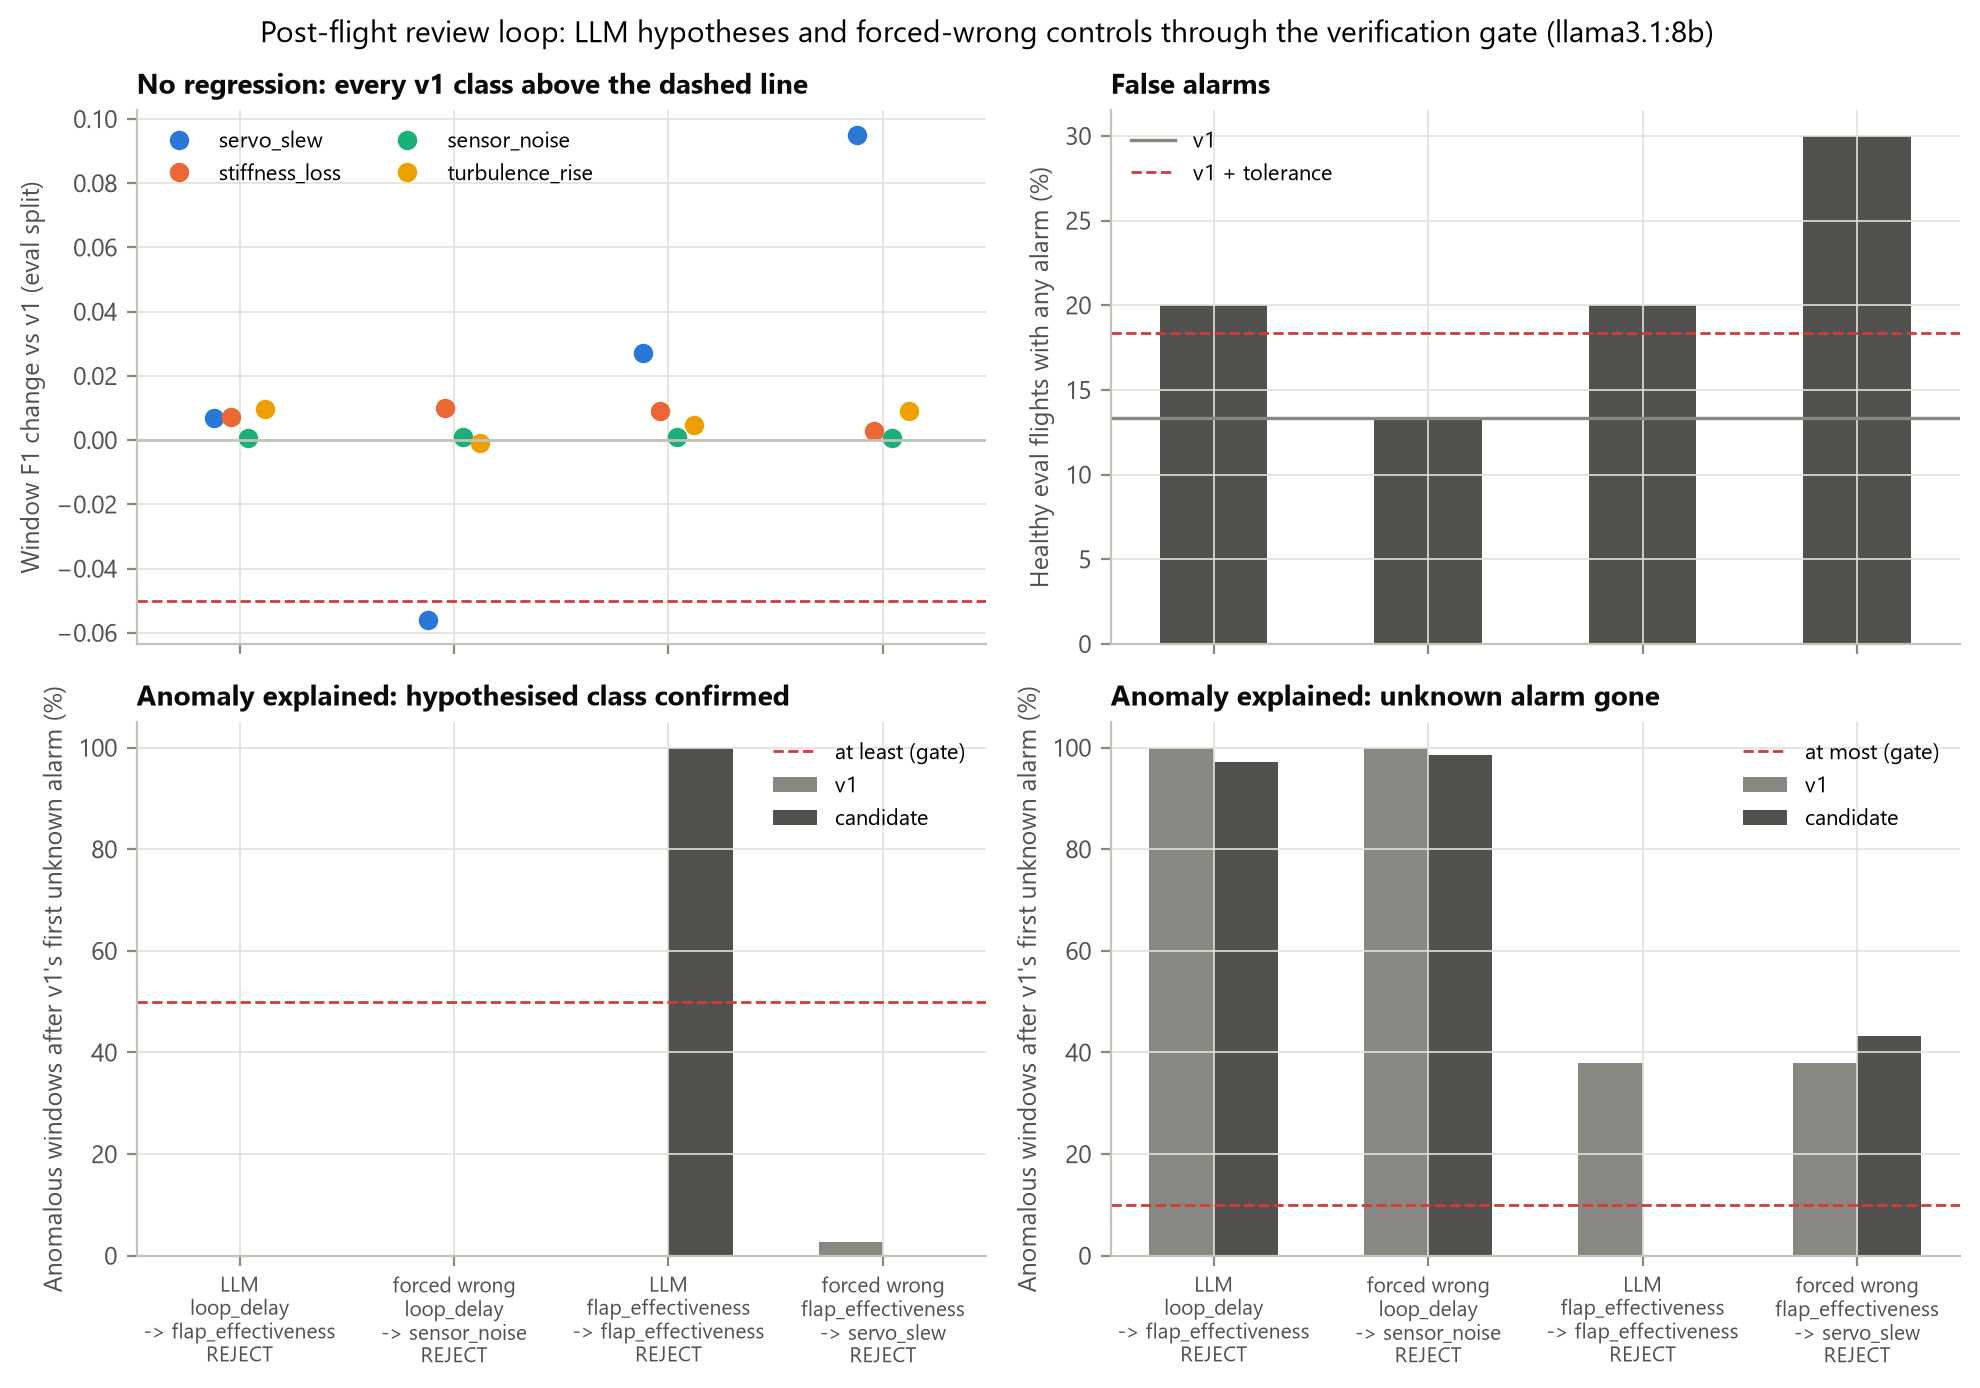 Post-flight review loop: LLM hypotheses and forced-wrong controls through the verification gate (llama3.1:8b)
No regression: every v1 class above the dashed line
Window F1 change vs v1 (eval split)
0.10
0.08
0.06
0.04
0.02
0.00
−0.02
−0.04
−0.06
servo_slew
stiffness_loss
sensor_noise
turbulence_rise
False alarms
Healthy eval flights with any alarm (%)
30
25
20
15
10
5
0
v1
v1 + tolerance
Anomaly explained: hypothesised class confirmed
Anomalous windows after v1's first unknown alarm (%)
100
80
60
40
20
0
at least (gate)
v1
candidate
LLM
loop_delay
-> flap_effectiveness
REJECT
forced wrong
loop_delay
-> sensor_noise
REJECT
LLM
flap_effectiveness
-> flap_effectiveness
REJECT
forced wrong
flap_effectiveness
-> servo_slew
REJECT
Anomaly explained: unknown alarm gone
Anomalous windows after v1's first unknown alarm (%)
100
80
60
40
20
0
at most (gate)
v1
candidate
LLM
loop_delay
-> flap_effectiveness
REJECT
forced wrong
loop_delay
-> sensor_noise
REJECT
LLM
flap_effectiveness
-> flap_effectiveness
REJECT
forced wrong
flap_effectiveness
-> servo_slew
REJECT